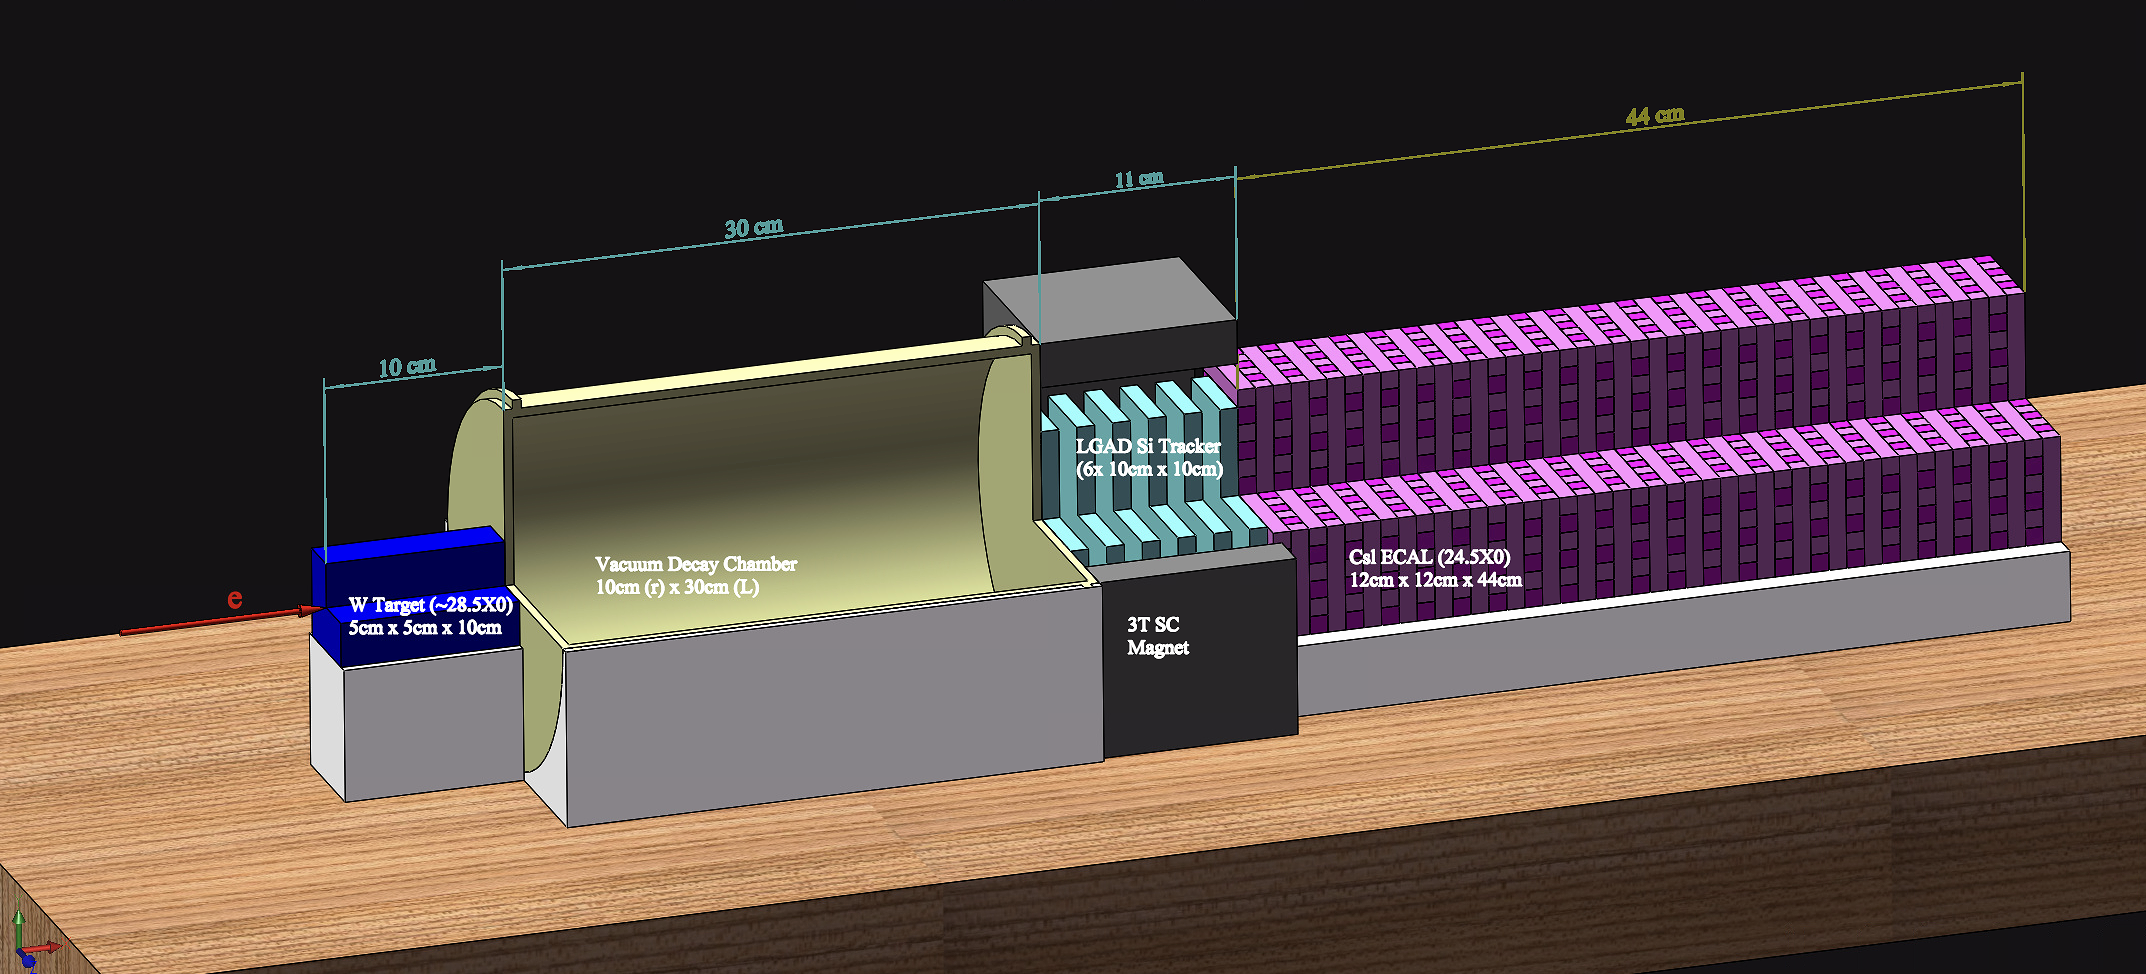 44 cm
11 cm
30 cm
10 cm
LGAD Si Tracker
(6x 10cm x 10cm)
Vacuum Decay Chamber
10cm (r) x 30cm (L)
CsI ECAL (24.5X0)
12cm x 12cm x 44cm
e
W Target (~28.5X0)
5cm x 5cm x 10cm
3T SC
Magnet